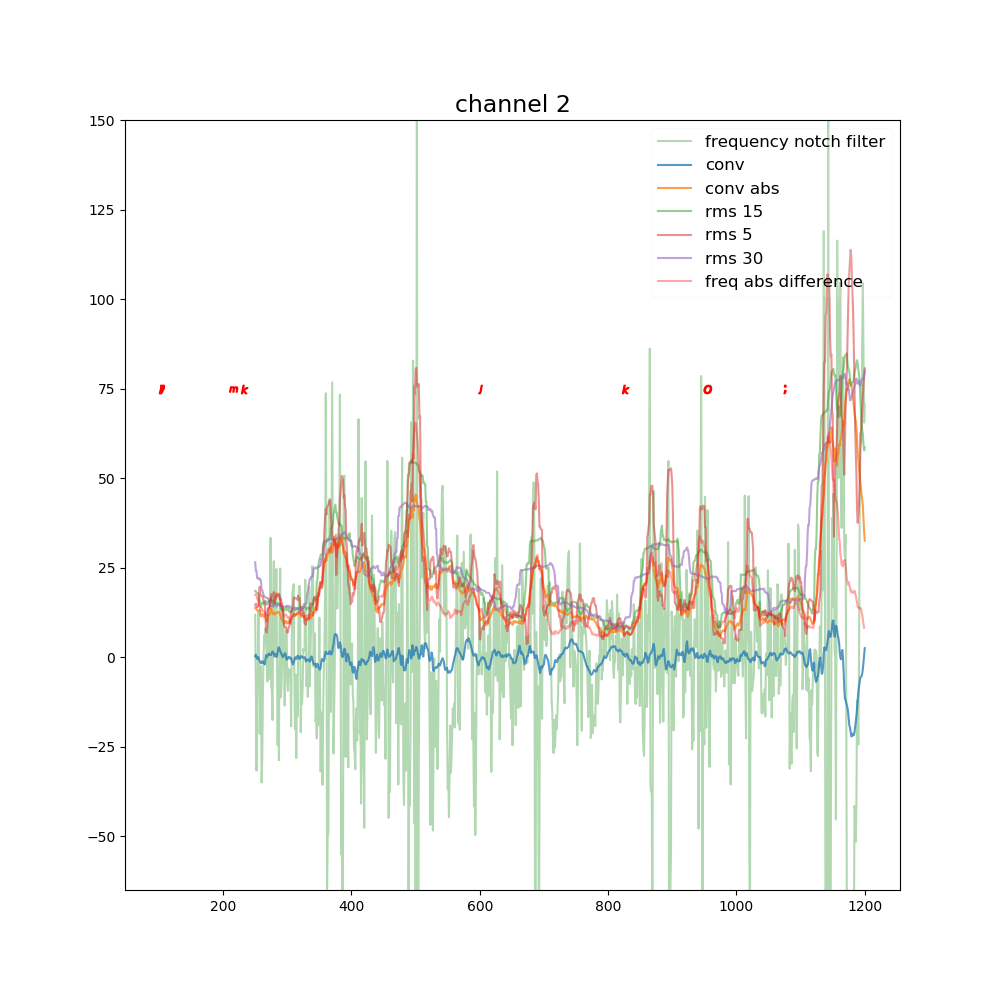 channel 2
150
125
100
75
50
25
0
−25
−50
frequency notch filter
conv
conv abs
rms 15
rms 5
rms 30
freq abs difference
m k j k O ;
200 400 600 800 1000 1200